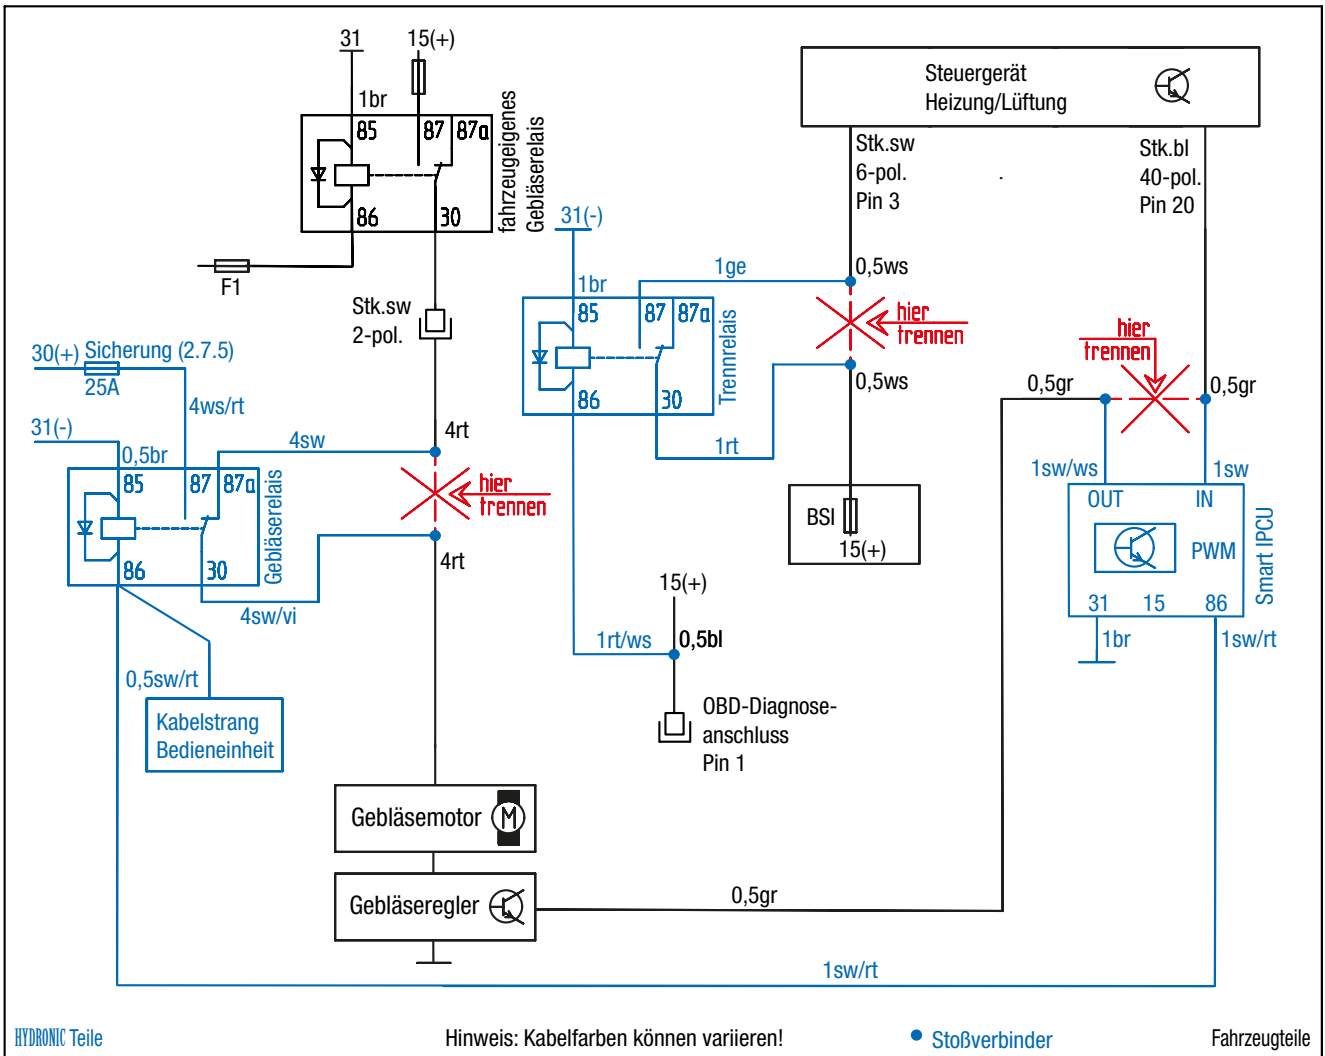 31
15(+)
1br
85
87
87a
86
30
fahrzeugeigenes
Gebläserelais
F1
Stk.sw
2-pol.
Steuergerät
Heizung/Lüftung
Stk.sw
6-pol.
Pin 3
Stk.bl
40-pol.
Pin 20
31(-)
1br
1ge
0,5ws
85
87
87a
86
30
Trennrelais
hier
trennen
0,5ws
1rt
hier
trennen
0,5gr
0,5gr
30(+)
Sicherung (2.7.5)
25A
4ws/rt
31(-)
0,5br
4sw
4rt
85
87
87a
86
30
Gebläserelais
hier
trennen
4rt
4sw/vi
0,5sw/rt
Kabelstrang
Bedieneinheit
BSI
15(+)
1sw/ws
1sw
OUT
IN
PWM
31
15
86
Smart IPCU
1br
1sw/rt
15(+)
1rt/ws
0,5bl
OBD-Diagnose-
anschluss
Pin 1
Gebläsemotor
M
Gebläseregler
0,5gr
1sw/rt
HYDRONIC Teile
Hinweis: Kabelfarben können variieren!
Stoßverbinder
Fahrzeugteile